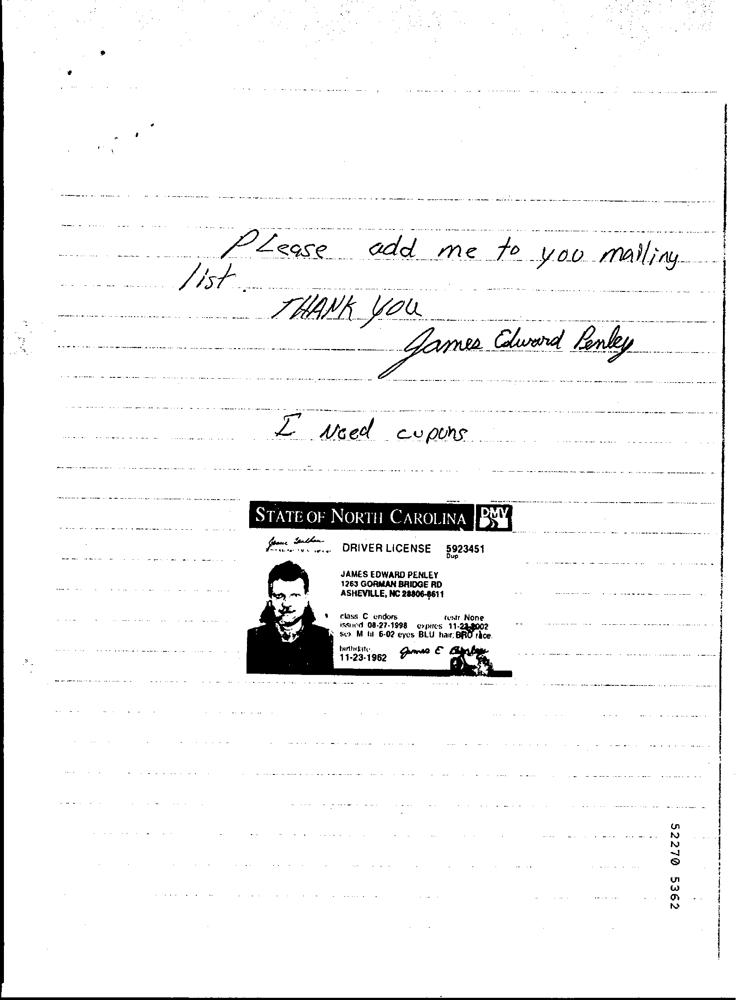 PLease add me to you mailing
list.
THANK YOU
James Edward Penley
I Need cupons
STATE OF NORTH CAROLINA DMV
DRIVER LICENSE 5923451
Dup
JAMES EDWARD PENLEY
1263 GORMAN BRIDGE RD
ASHEVILLE, NC 28806-8611
class C endors restr None
issued 08-27-1998 expires 11-23-2002
sex M ht 6-02 eyes BLU hair BRO race
birthdate
11-23-1962
James E Penley
52270 5362